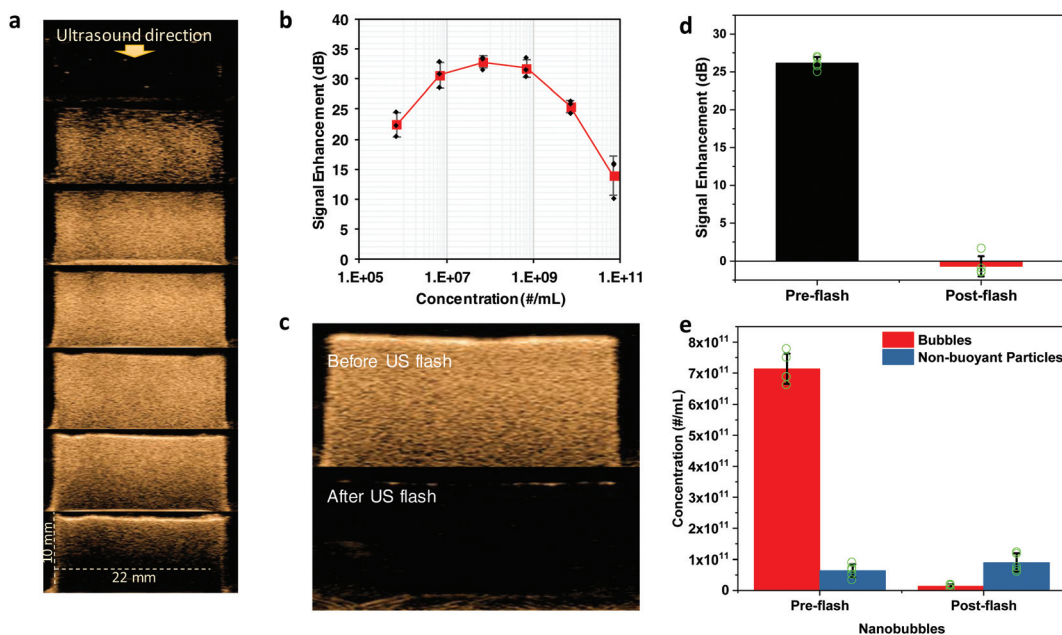 a
Ultrasound direction
10 mm
22 mm
b
Signal Enhancement (dB)
40
35
30
25
20
15
10
5
0
1.E+05
1.E+07
1.E+09
1.E+11
Concentration (#/mL)
c
Before US flash
After US flash
d
Signal Enhancement (dB)
30
25
20
15
10
5
0
Pre-flash
Post-flash
e
Bubbles
Non-buoyant Particles
Concentration (#/mL)
8x10¹¹
7x10¹¹
6x10¹¹
5x10¹¹
4x10¹¹
3x10¹¹
2x10¹¹
1x10¹¹
0
Pre-flash
Post-flash
Nanobubbles